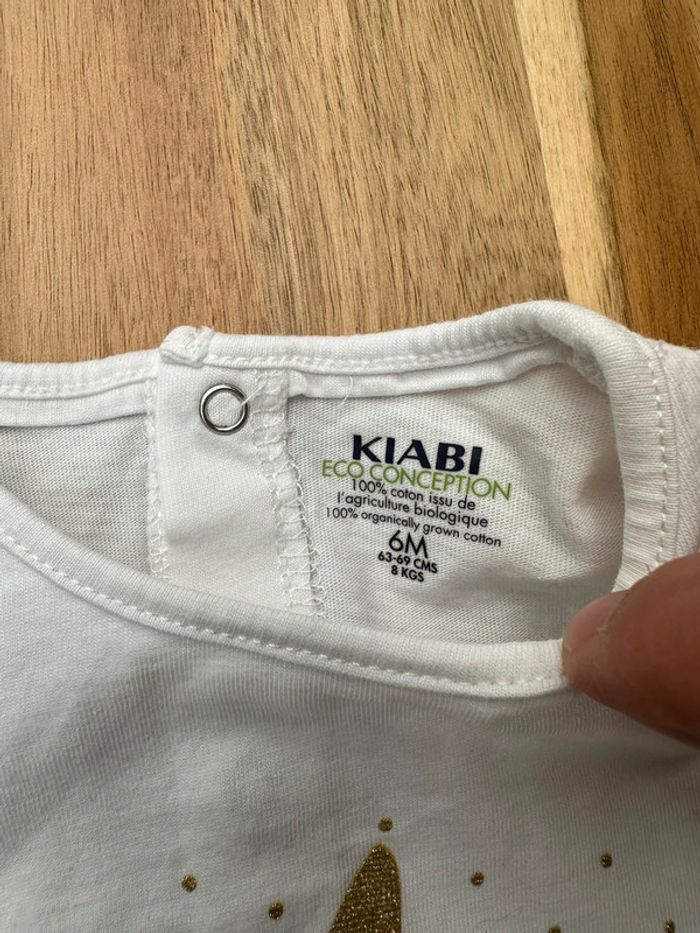 KIABI
ECO CONCEPTION
100% coton issu de
l'agriculture biologique
100% organically grown cotton
6M
63-69 CMS
8 KGS